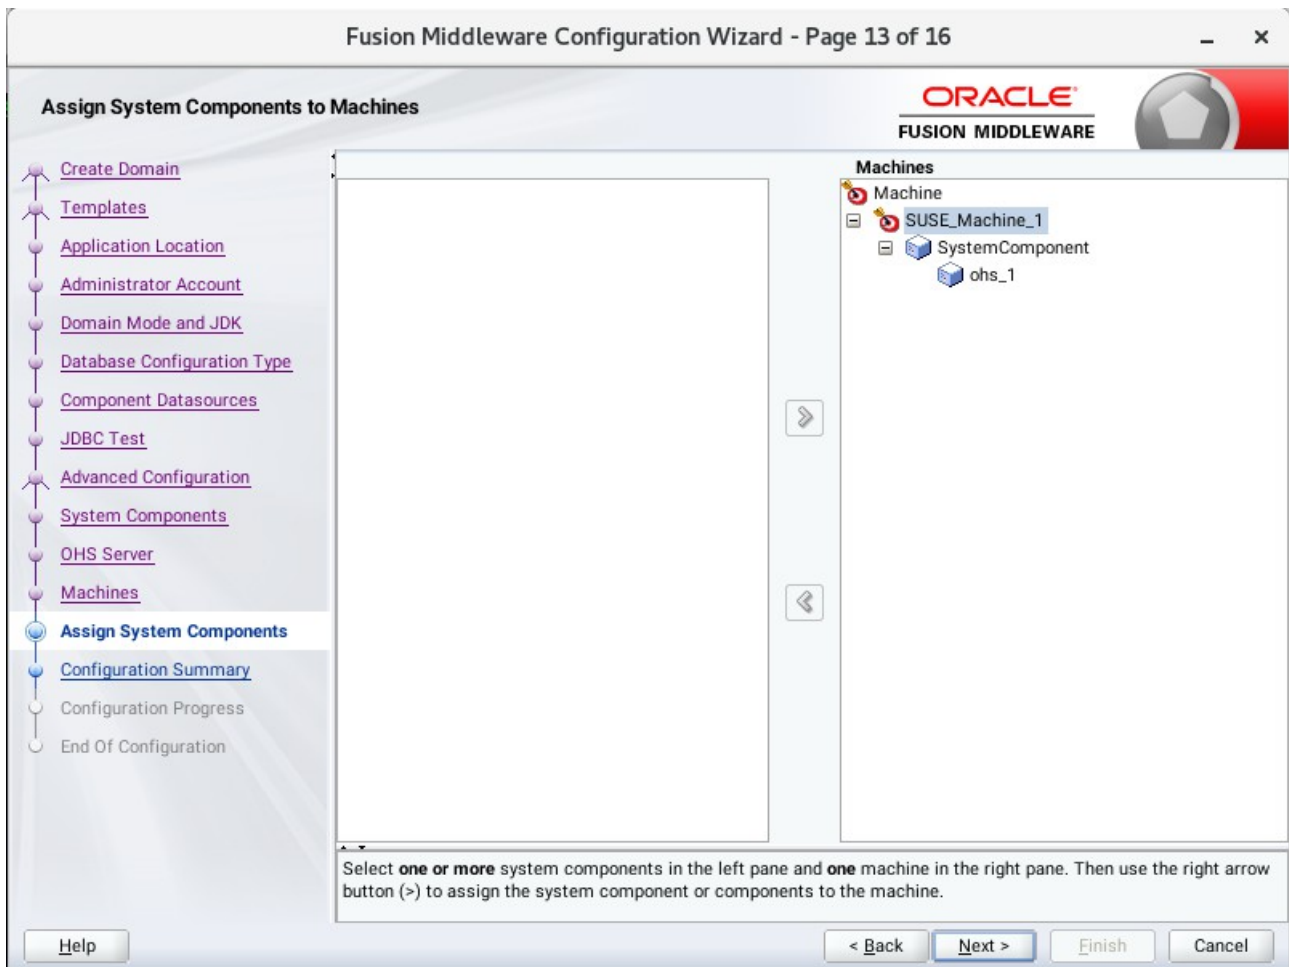 Fusion Middleware Configuration Wizard - Page 13 of 16
Assign System Components to Machines
ORACLE
FUSION MIDDLEWARE
Create Domain
Templates
Application Location
Administrator Account
Domain Mode and JDK
Database Configuration Type
Component Datasources
JDBC Test
Advanced Configuration
System Components
OHS Server
Machines
Assign System Components
Configuration Summary
Configuration Progress
End Of Configuration
Machines
Machine
SUSE_Machine_1
SystemComponent
ohs_1
Select one or more system components in the left pane and one machine in the right pane. Then use the right arrow
button (>) to assign the system component or components to the machine.
Help
< Back
Next >
Finish
Cancel